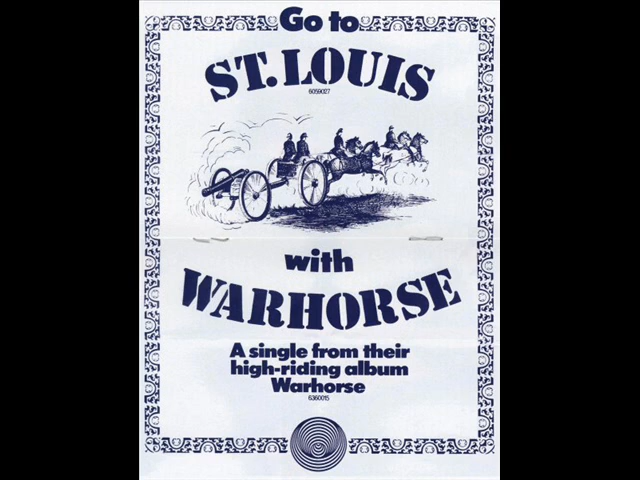 Go to
ST. LOUIS
6059027
with
WARHORSE
A single from their
high-riding album
Warhorse
6360015